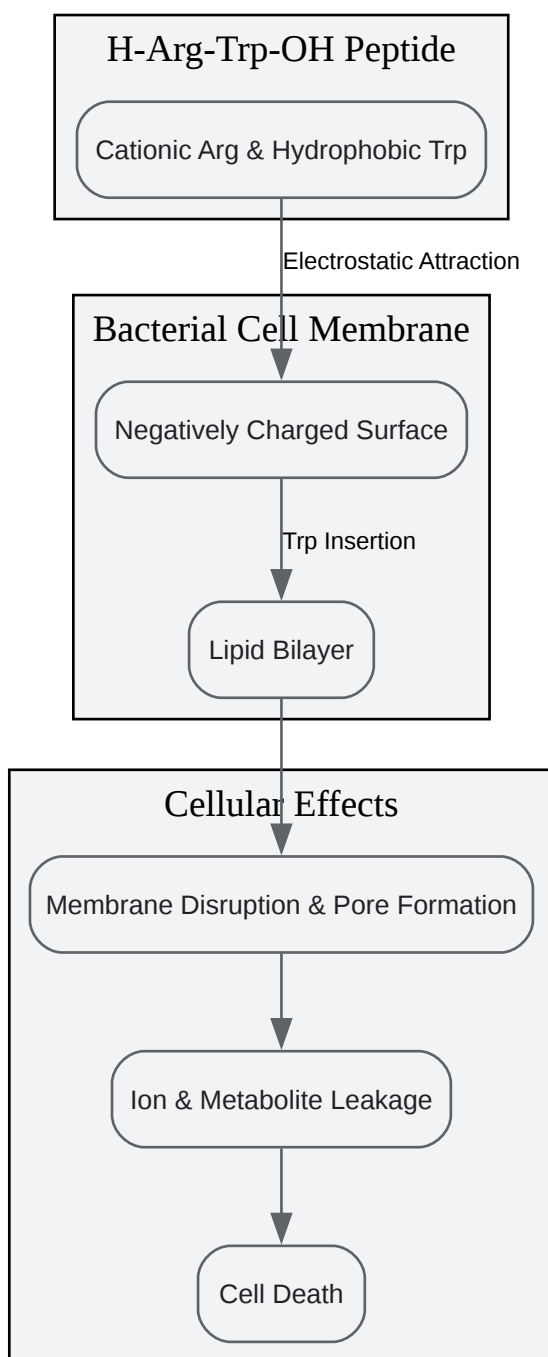 H-Arg-Trp-OH Peptide
Cationic Arg & Hydrophobic Trp
Electrostatic Attraction
Bacterial Cell Membrane
Negatively Charged Surface
Trp Insertion
Lipid Bilayer
Cellular Effects
Membrane Disruption & Pore Formation
Ion & Metabolite Leakage
Cell Death